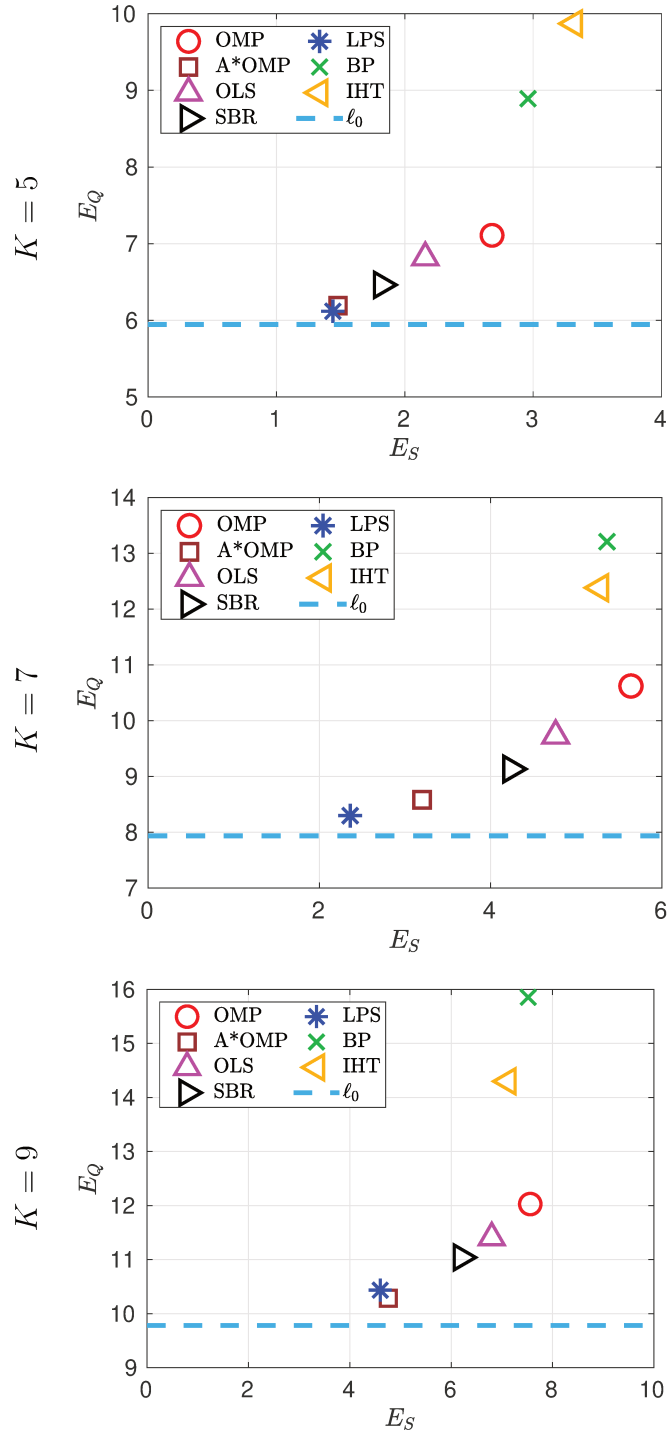 10
OMP LPS
A*OMP BP
OLS IHT
SBR ℓ₀
9
8
7
6
5
0 1 2 3 4
E_Q
E_S
K = 5
14
OMP LPS
A*OMP BP
OLS IHT
SBR ℓ₀
13
12
11
10
9
8
7
0 2 4 6
E_Q
E_S
K = 7
16
OMP LPS
A*OMP BP
OLS IHT
SBR ℓ₀
15
14
13
12
11
10
9
0 2 4 6 8 10
E_Q
E_S
K = 9